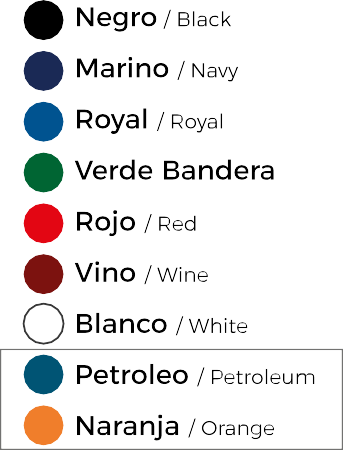 Negro / Black
Marino / Navy
Royal / Royal
Verde Bandera
Rojo / Red
Vino / Wine
Blanco / White
Petroleo / Petroleum
Naranja / Orange